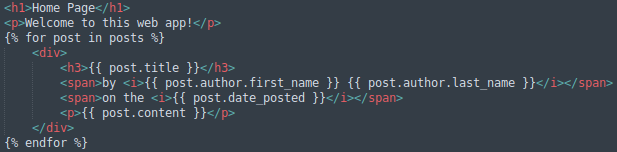 <h1>Home Page</h1>
<p>Welcome to this web app!</p>
{% for post in posts %}
    <div>
        <h3>{{ post.title }}</h3>
        <span>by <i>{{ post.author.first_name }} {{ post.author.last_name }}</i></span>
        <span>on the <i>{{ post.date_posted }}</i></span>
        <p>{{ post.content }}</p>
    </div>
{% endfor %}